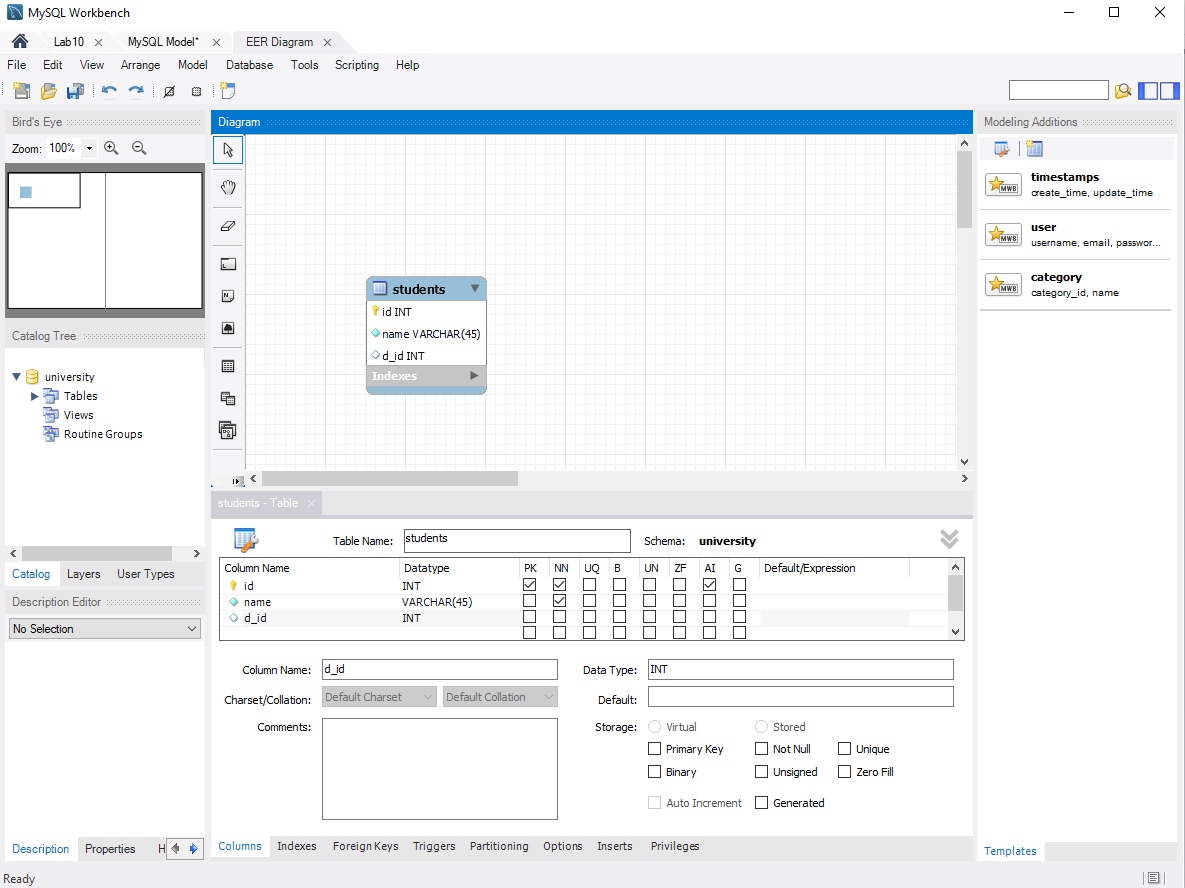 MySQL Workbench
Lab10 MySQL Model* EER Diagram
File Edit View Arrange Model Database Tools Scripting Help
Bird's Eye
Zoom: 100%
Catalog Tree
university
Tables
Views
Routine Groups
Catalog Layers User Types
Description Editor
No Selection
Description Properties H
Diagram
students
id INT
name VARCHAR(45)
d_id INT
Indexes
students - Table
Table Name: students Schema: university
Column Name Datatype PK NN UQ B UN ZF AI G Default/Expression
id INT
name VARCHAR(45)
d_id INT
Column Name: d_id Data Type: INT
Charset/Collation: Default Charset Default Collation Default:
Comments: Storage: Virtual Stored
Primary Key Not Null Unique
Binary Unsigned Zero Fill
Auto Increment Generated
Columns Indexes Foreign Keys Triggers Partitioning Options Inserts Privileges
Modeling Additions
MWB timestamps
create_time, update_time
MWB user
username, email, passwor...
MWB category
category_id, name
Templates
Ready